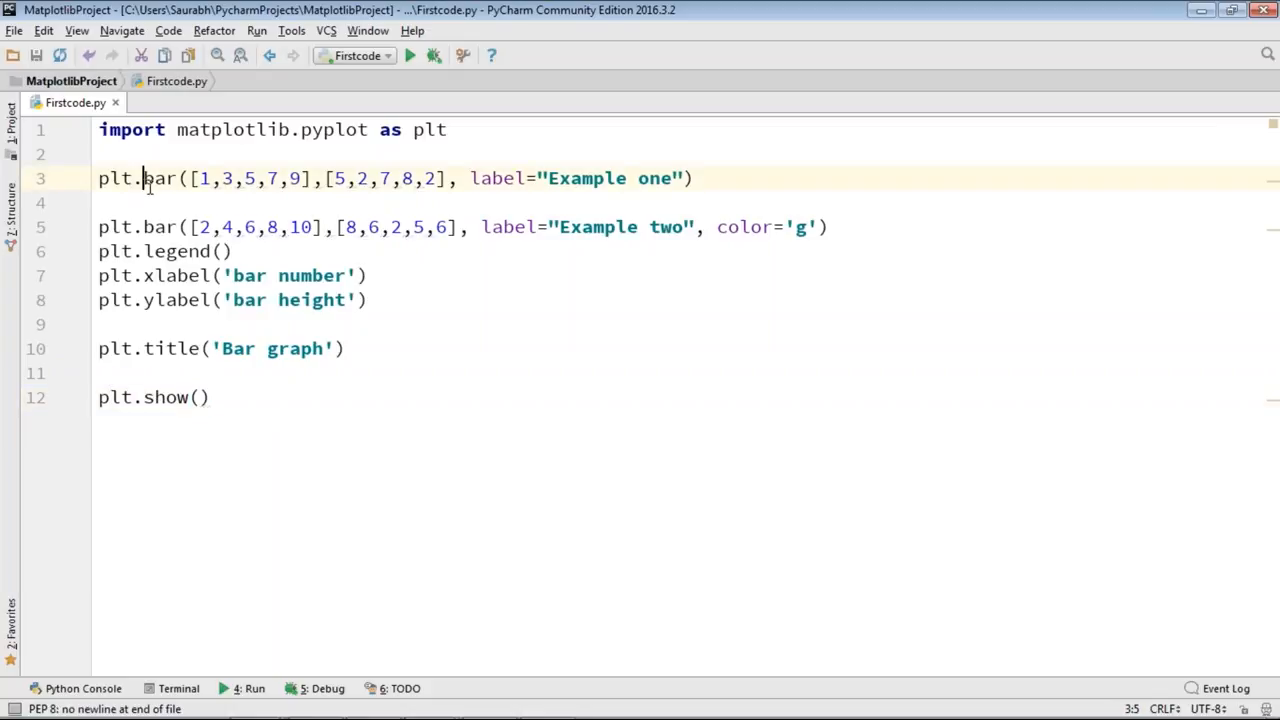 MatplotlibProject - [C:\Users\Saurabh\PycharmProjects\MatplotlibProject] - ...\Firstcode.py - PyCharm Community Edition 2016.3.2
File Edit View Navigate Code Refactor Run Tools VCS Window Help
Firstcode
MatplotlibProject Firstcode.py
Firstcode.py
1: Project
7: Structure
2: Favorites
1 import matplotlib.pyplot as plt
2
3 plt.bar([1,3,5,7,9],[5,2,7,8,2], label="Example one")
4
5 plt.bar([2,4,6,8,10],[8,6,2,5,6], label="Example two", color='g')
6 plt.legend()
7 plt.xlabel('bar number')
8 plt.ylabel('bar height')
9
10 plt.title('Bar graph')
11
12 plt.show()
Python Console Terminal 4: Run 5: Debug 6: TODO Event Log
PEP 8: no newline at end of file 3:5 CRLF÷ UTF-8÷